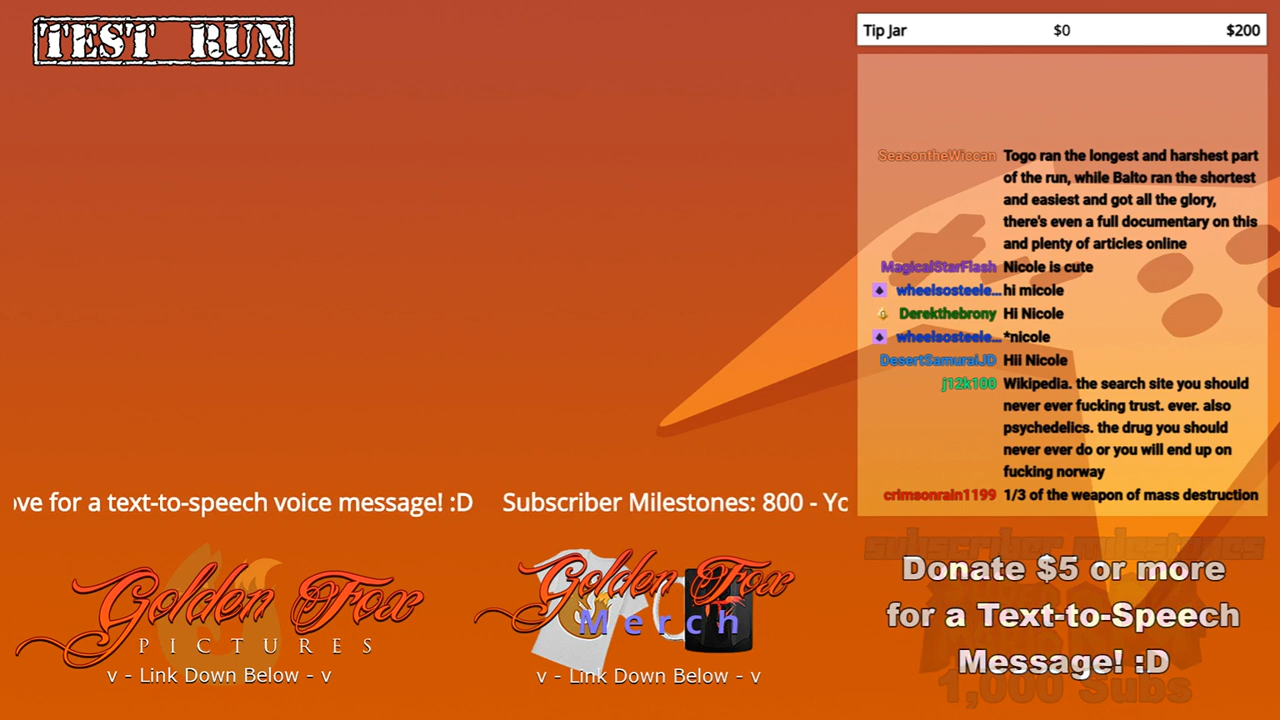 TEST RUN
Tip Jar $0 $200
SeasontheWiccan Togo ran the longest and harshest part
of the run, while Balto ran the shortest
and easiest and got all the glory,
there's even a full documentary on this
and plenty of articles online
MagicalStarFlash Nicole is cute
wheelsosteele... hi micole
Derekthebrony Hi Nicole
wheelsosteele... *nicole
DesertSamuraiJD Hii Nicole
j12k100 Wikipedia. the search site you should
never ever fucking trust. ever. also
psychedelics. the drug you should
never ever do or you will end up on
fucking norway
crimsonrain1199 1/3 of the weapon of mass destruction
ove for a text-to-speech voice message! :D Subscriber Milestones: 800 - Yo
Golden Fox
PICTURES
v - Link Down Below - v
Golden Fox
Merch
v - Link Down Below - v
subscriber milestones
Donate $5 or more
for a Text-to-Speech
Message! :D
1,000 Subs